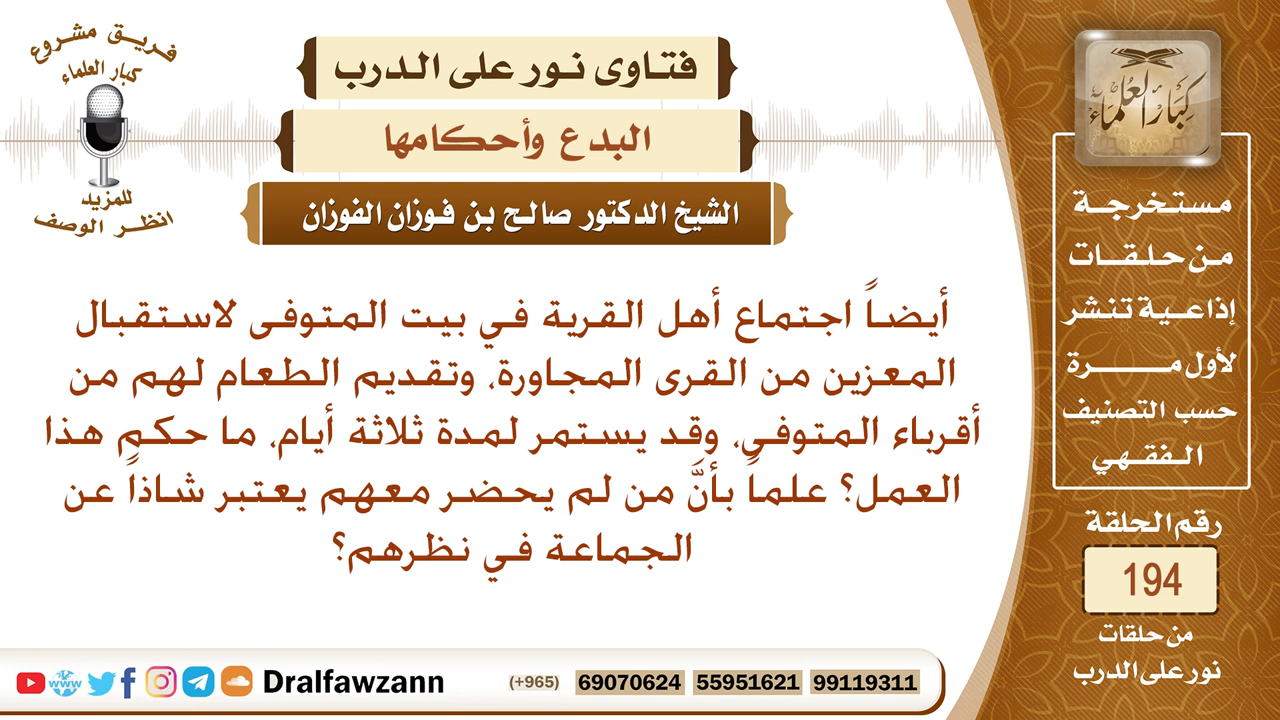 فريق مشروع
كبار العلماء
للمزيد
انظر الوصف
فتاوى نور على الدرب
البدع وأحكامها
الشيخ الدكتور صالح بن فوزان الفوزان
أيضاً اجتماع أهل القرية في بيت المتوفى لاستقبال
المعزين من القرى المجاورة، وتقديم الطعام لهم من
أقرباء المتوفى، وقد يستمر لمدة ثلاثة أيام، ما حكم هذا
العمل؟ علماً بأنَّ من لم يحضر معهم يعتبر شاذاً عن
الجماعة في نظرهم؟
كبار العلماء
مستخرجة
من حلقات
إذاعية تنشر
لأول مرة
حسب التصنيف
الفقهي
رقم الحلقة
194
من حلقات
نور على الدرب
www
Dralfawzann
(+965) 69070624 55951621 99119311